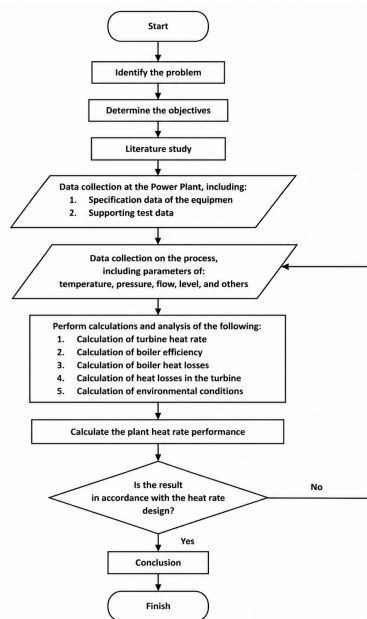 Start
Identify the problem
Determine the objectives
Literature study
Data collection at the Power Plant, including:
1. Specification data of the equipmen
2. Supporting test data
Data collection on the process,
including parameters of:
temperature, pressure, flow, level, and others
Perform calculations and analysis of the following:
1. Calculation of turbine heat rate
2. Calculation of boiler efficiency
3. Calculation of boiler heat losses
4. Calculation of heat losses in the turbine
5. Calculation of environmental conditions
Calculate the plant heat rate performance
Is the result
in accordance with the heat rate
design?
No
Yes
Conclusion
Finish